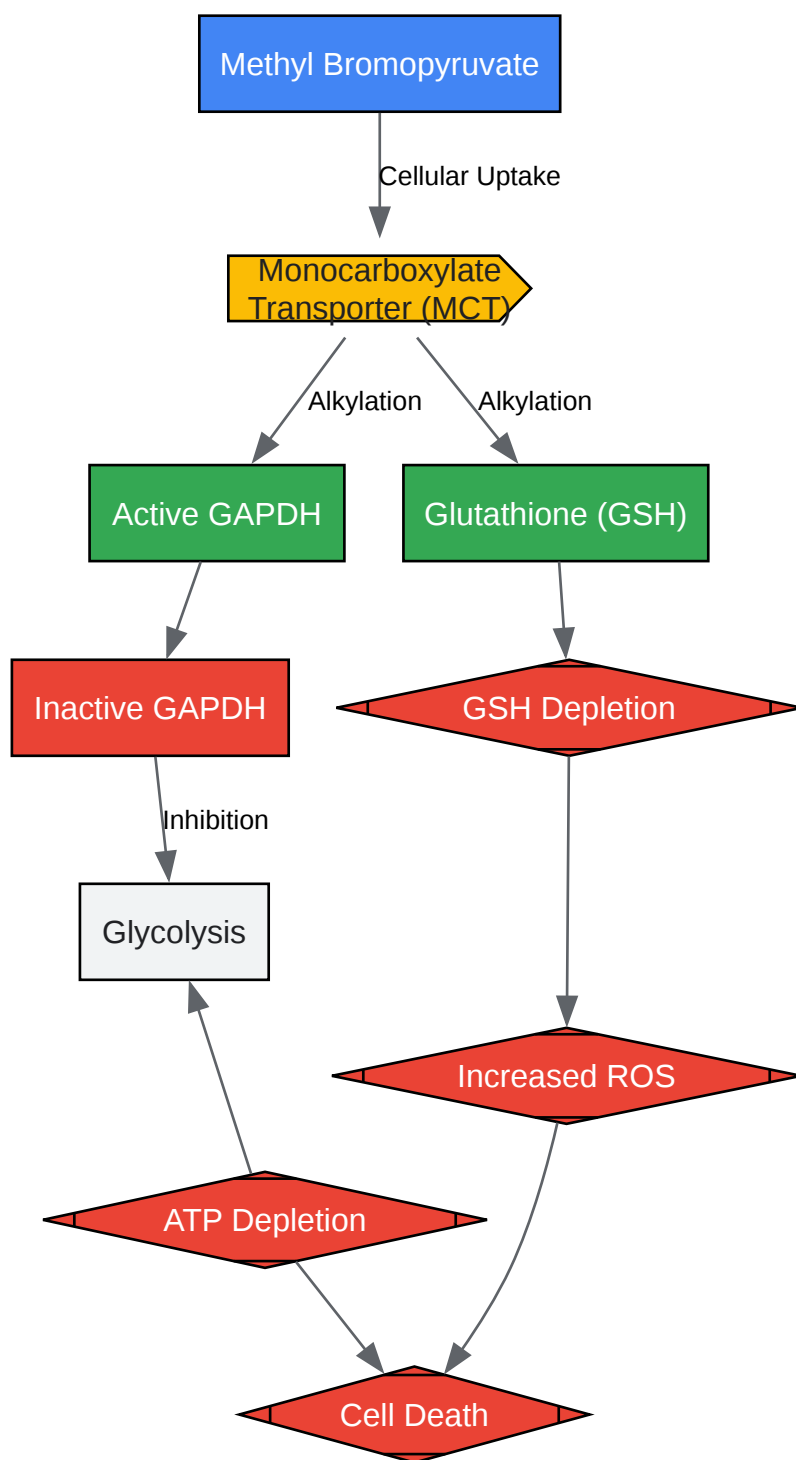 Methyl Bromopyruvate
Cellular Uptake
Monocarboxylate
Transporter (MCT)
Alkylation
Alkylation
Active GAPDH
Glutathione (GSH)
Inactive GAPDH
GSH Depletion
Inhibition
Glycolysis
Increased ROS
ATP Depletion
Cell Death